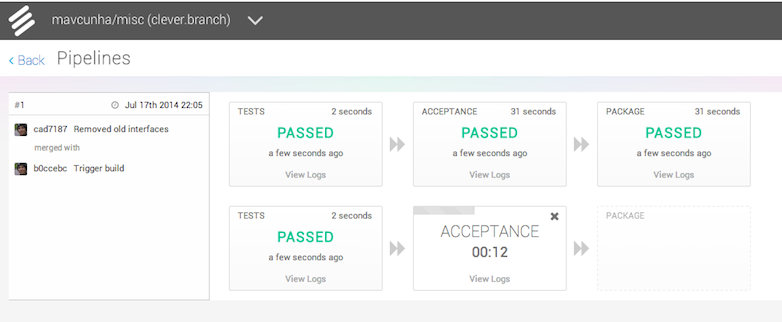 mavcunha/misc (clever.branch)
< Back Pipelines
#1 Jul 17th 2014 22:05
cad7187 Removed old interfaces
merged with
b0ccebc Trigger build
TESTS 2 seconds
PASSED
a few seconds ago
View Logs
ACCEPTANCE 31 seconds
PASSED
a few seconds ago
View Logs
PACKAGE 31 seconds
PASSED
a few seconds ago
View Logs
TESTS 2 seconds
PASSED
a few seconds ago
View Logs
ACCEPTANCE
00:12
View Logs
PACKAGE